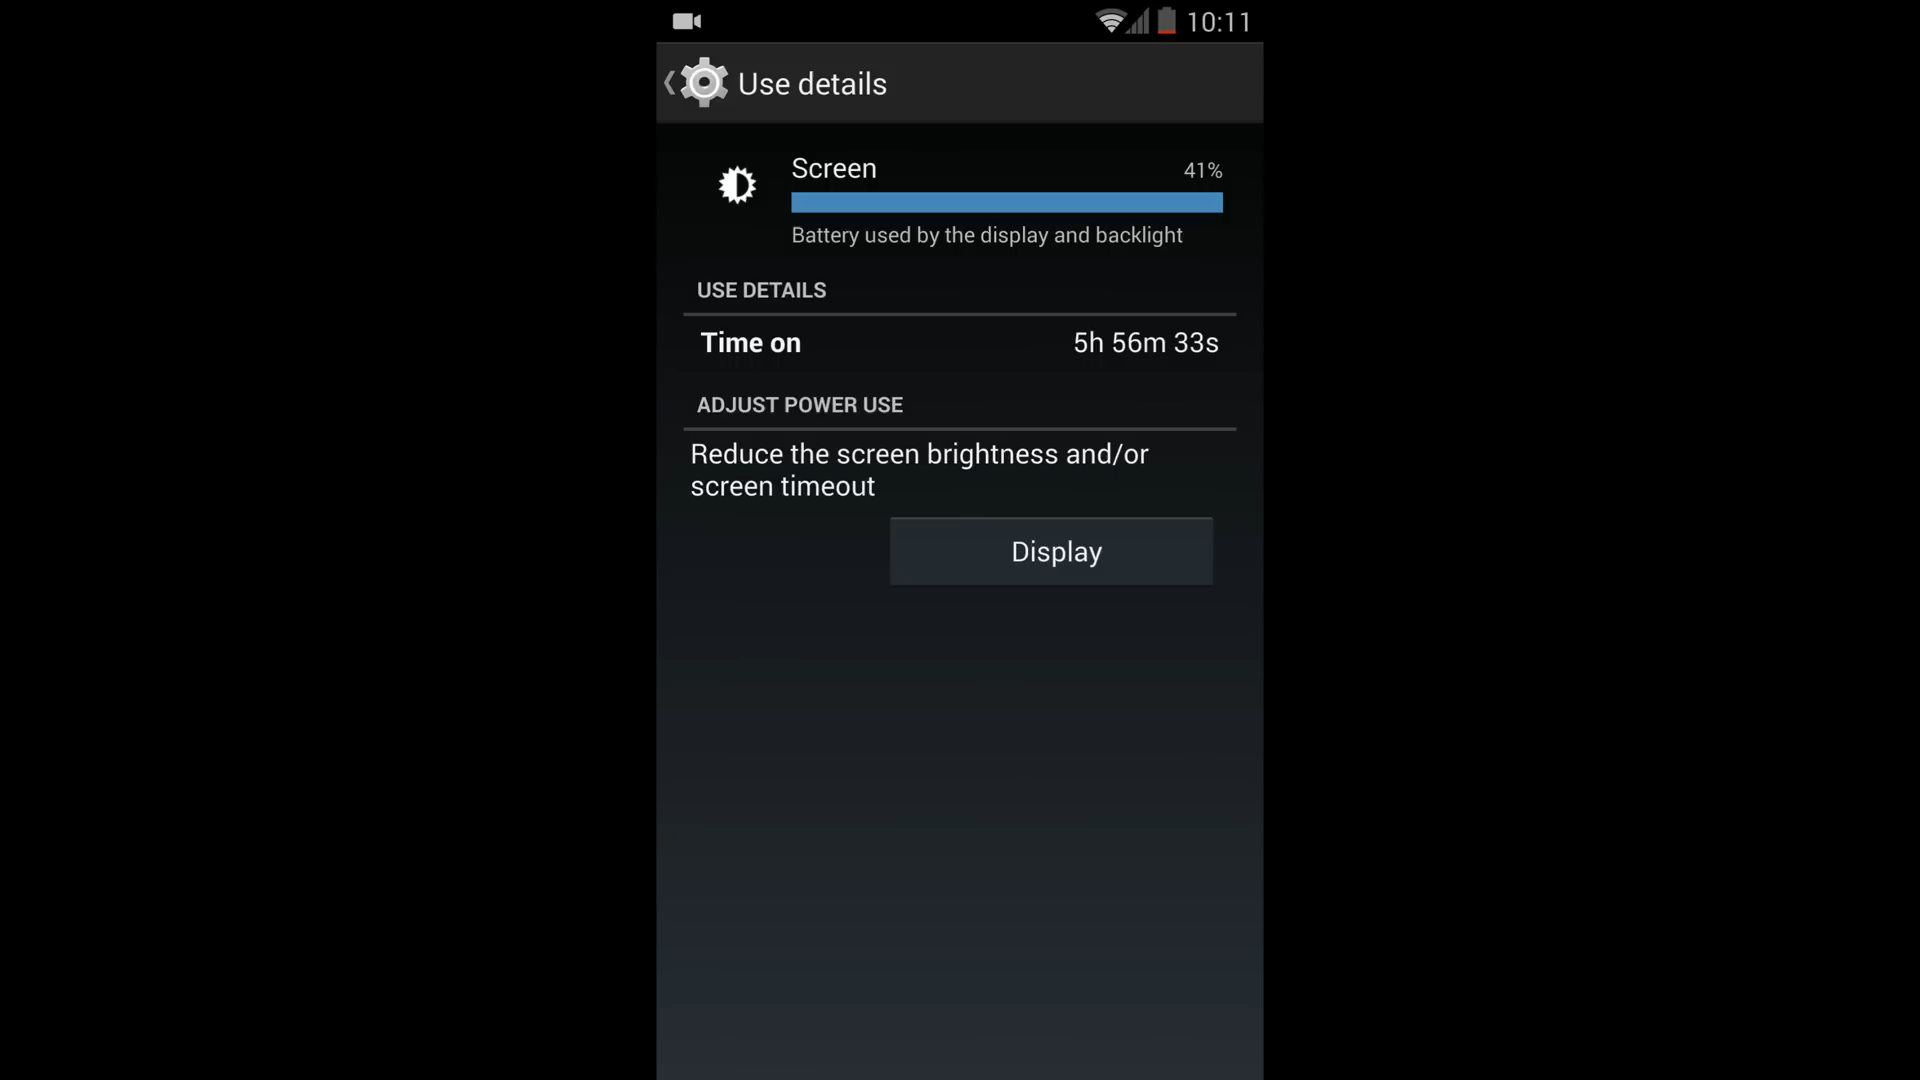 10:11
Use details
Screen 41%
Battery used by the display and backlight
USE DETAILS
Time on 5h 56m 33s
ADJUST POWER USE
Reduce the screen brightness and/or
screen timeout
Display